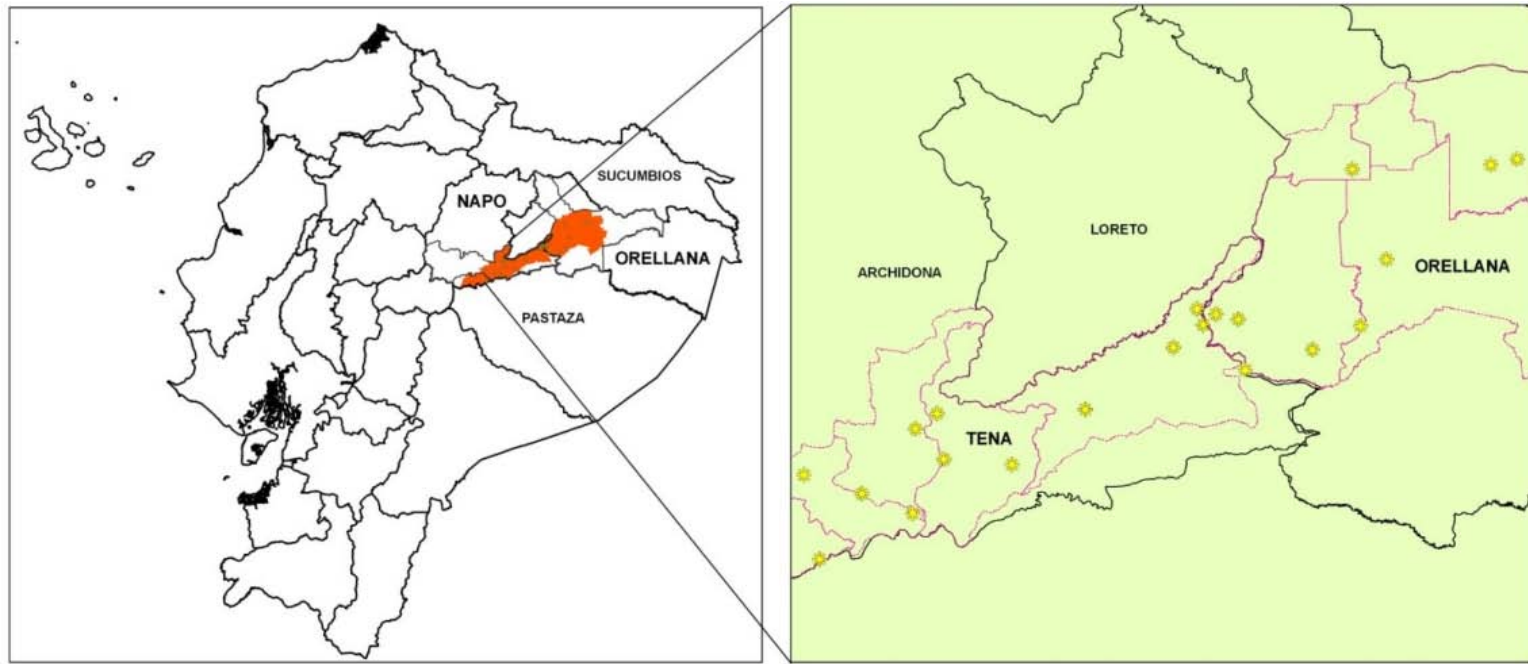 SUCUMBIOS
NAPO
ORELLANA
PASTAZA
LORETO
ARCHIDONA
ORELLANA
TENA